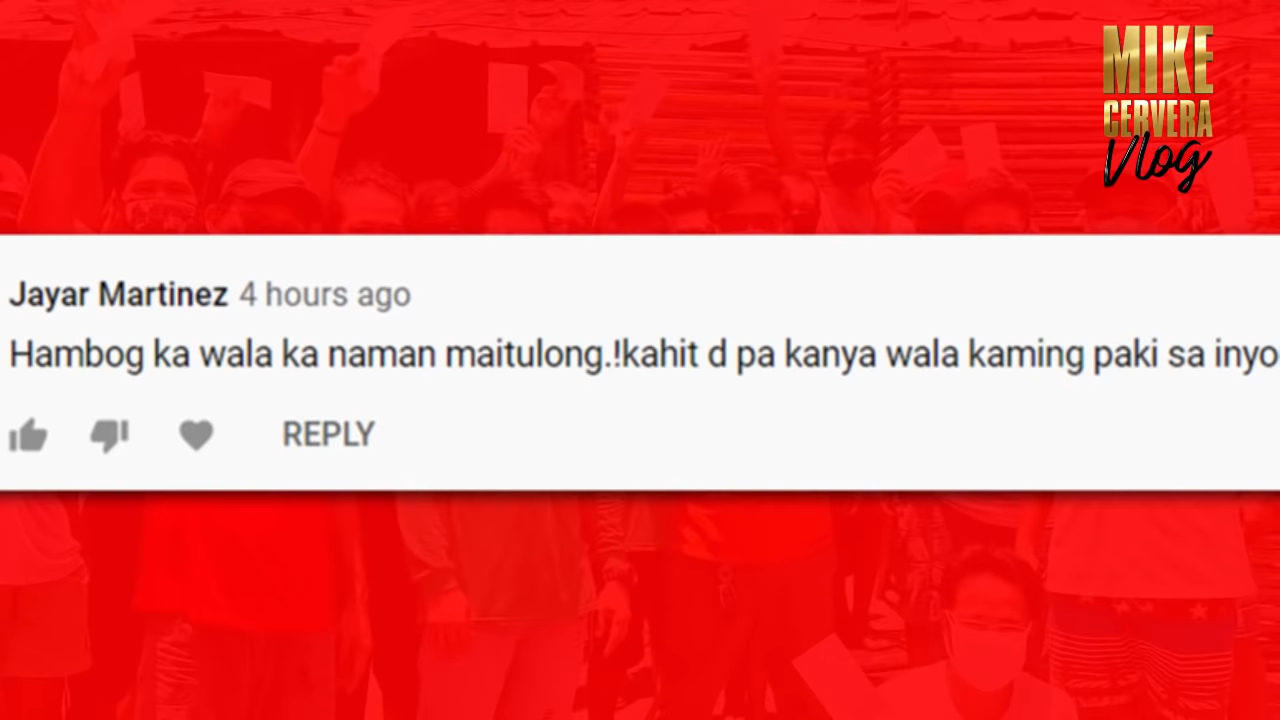 MIKE
CERVERA
Vlog
Jayar Martinez 4 hours ago
Hambog ka wala ka naman maitulong.!kahit d pa kanya wala kaming paki sa inyo
REPLY